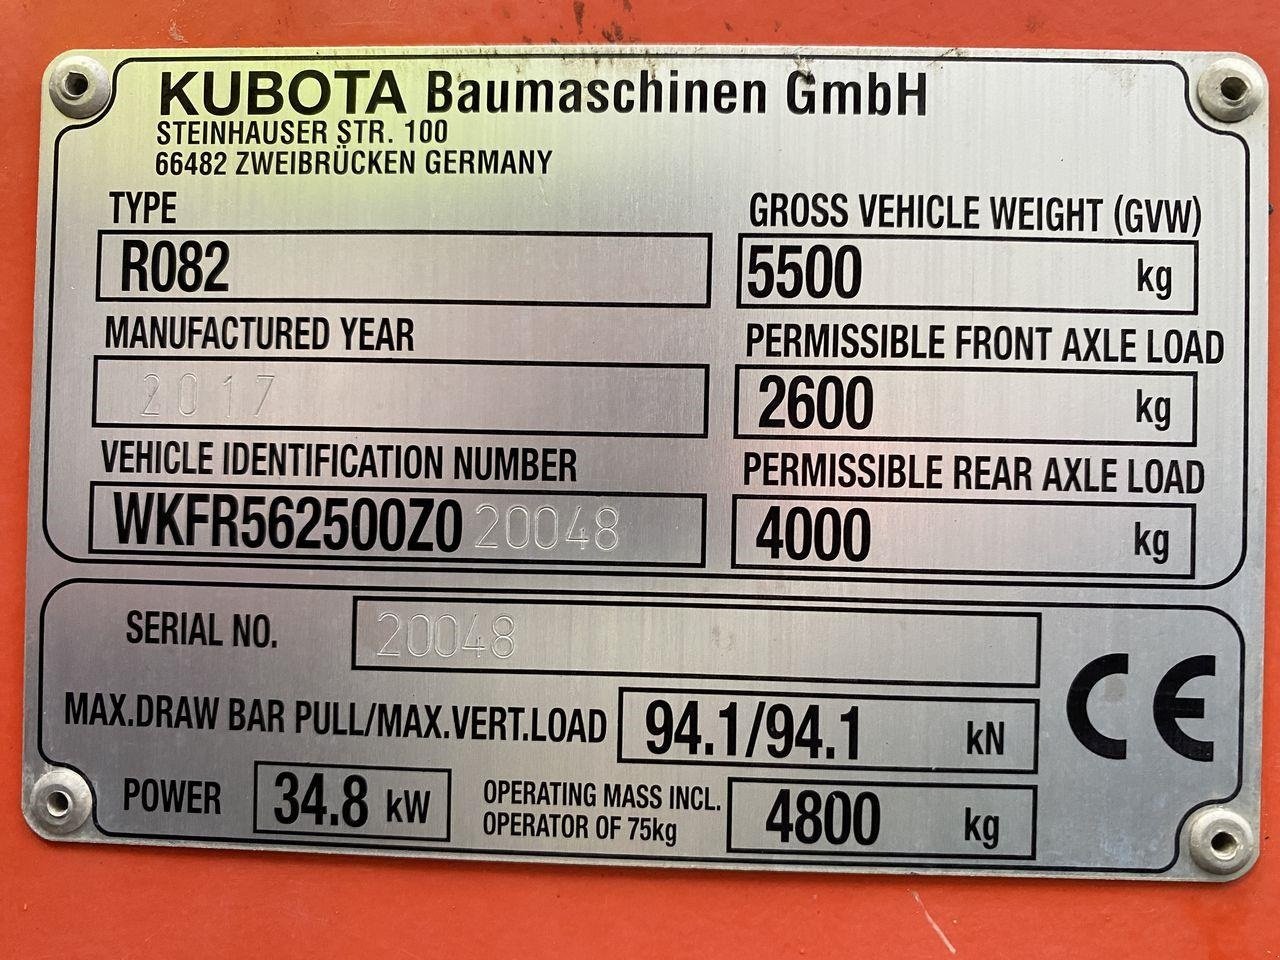 KUBOTA Baumaschinen GmbH
STEINHAUSER STR. 100
66482 ZWEIBRÜCKEN GERMANY
TYPE
R082
MANUFACTURED YEAR
2017
VEHICLE IDENTIFICATION NUMBER
WKFR562500Z0 20048
GROSS VEHICLE WEIGHT (GVW)
5500 kg
PERMISSIBLE FRONT AXLE LOAD
2600 kg
PERMISSIBLE REAR AXLE LOAD
4000 kg
SERIAL NO. 20048
MAX.DRAW BAR PULL/MAX.VERT.LOAD 94.1/94.1 kN
POWER 34.8 kW
OPERATING MASS INCL.
OPERATOR OF 75kg
4800 kg
CE